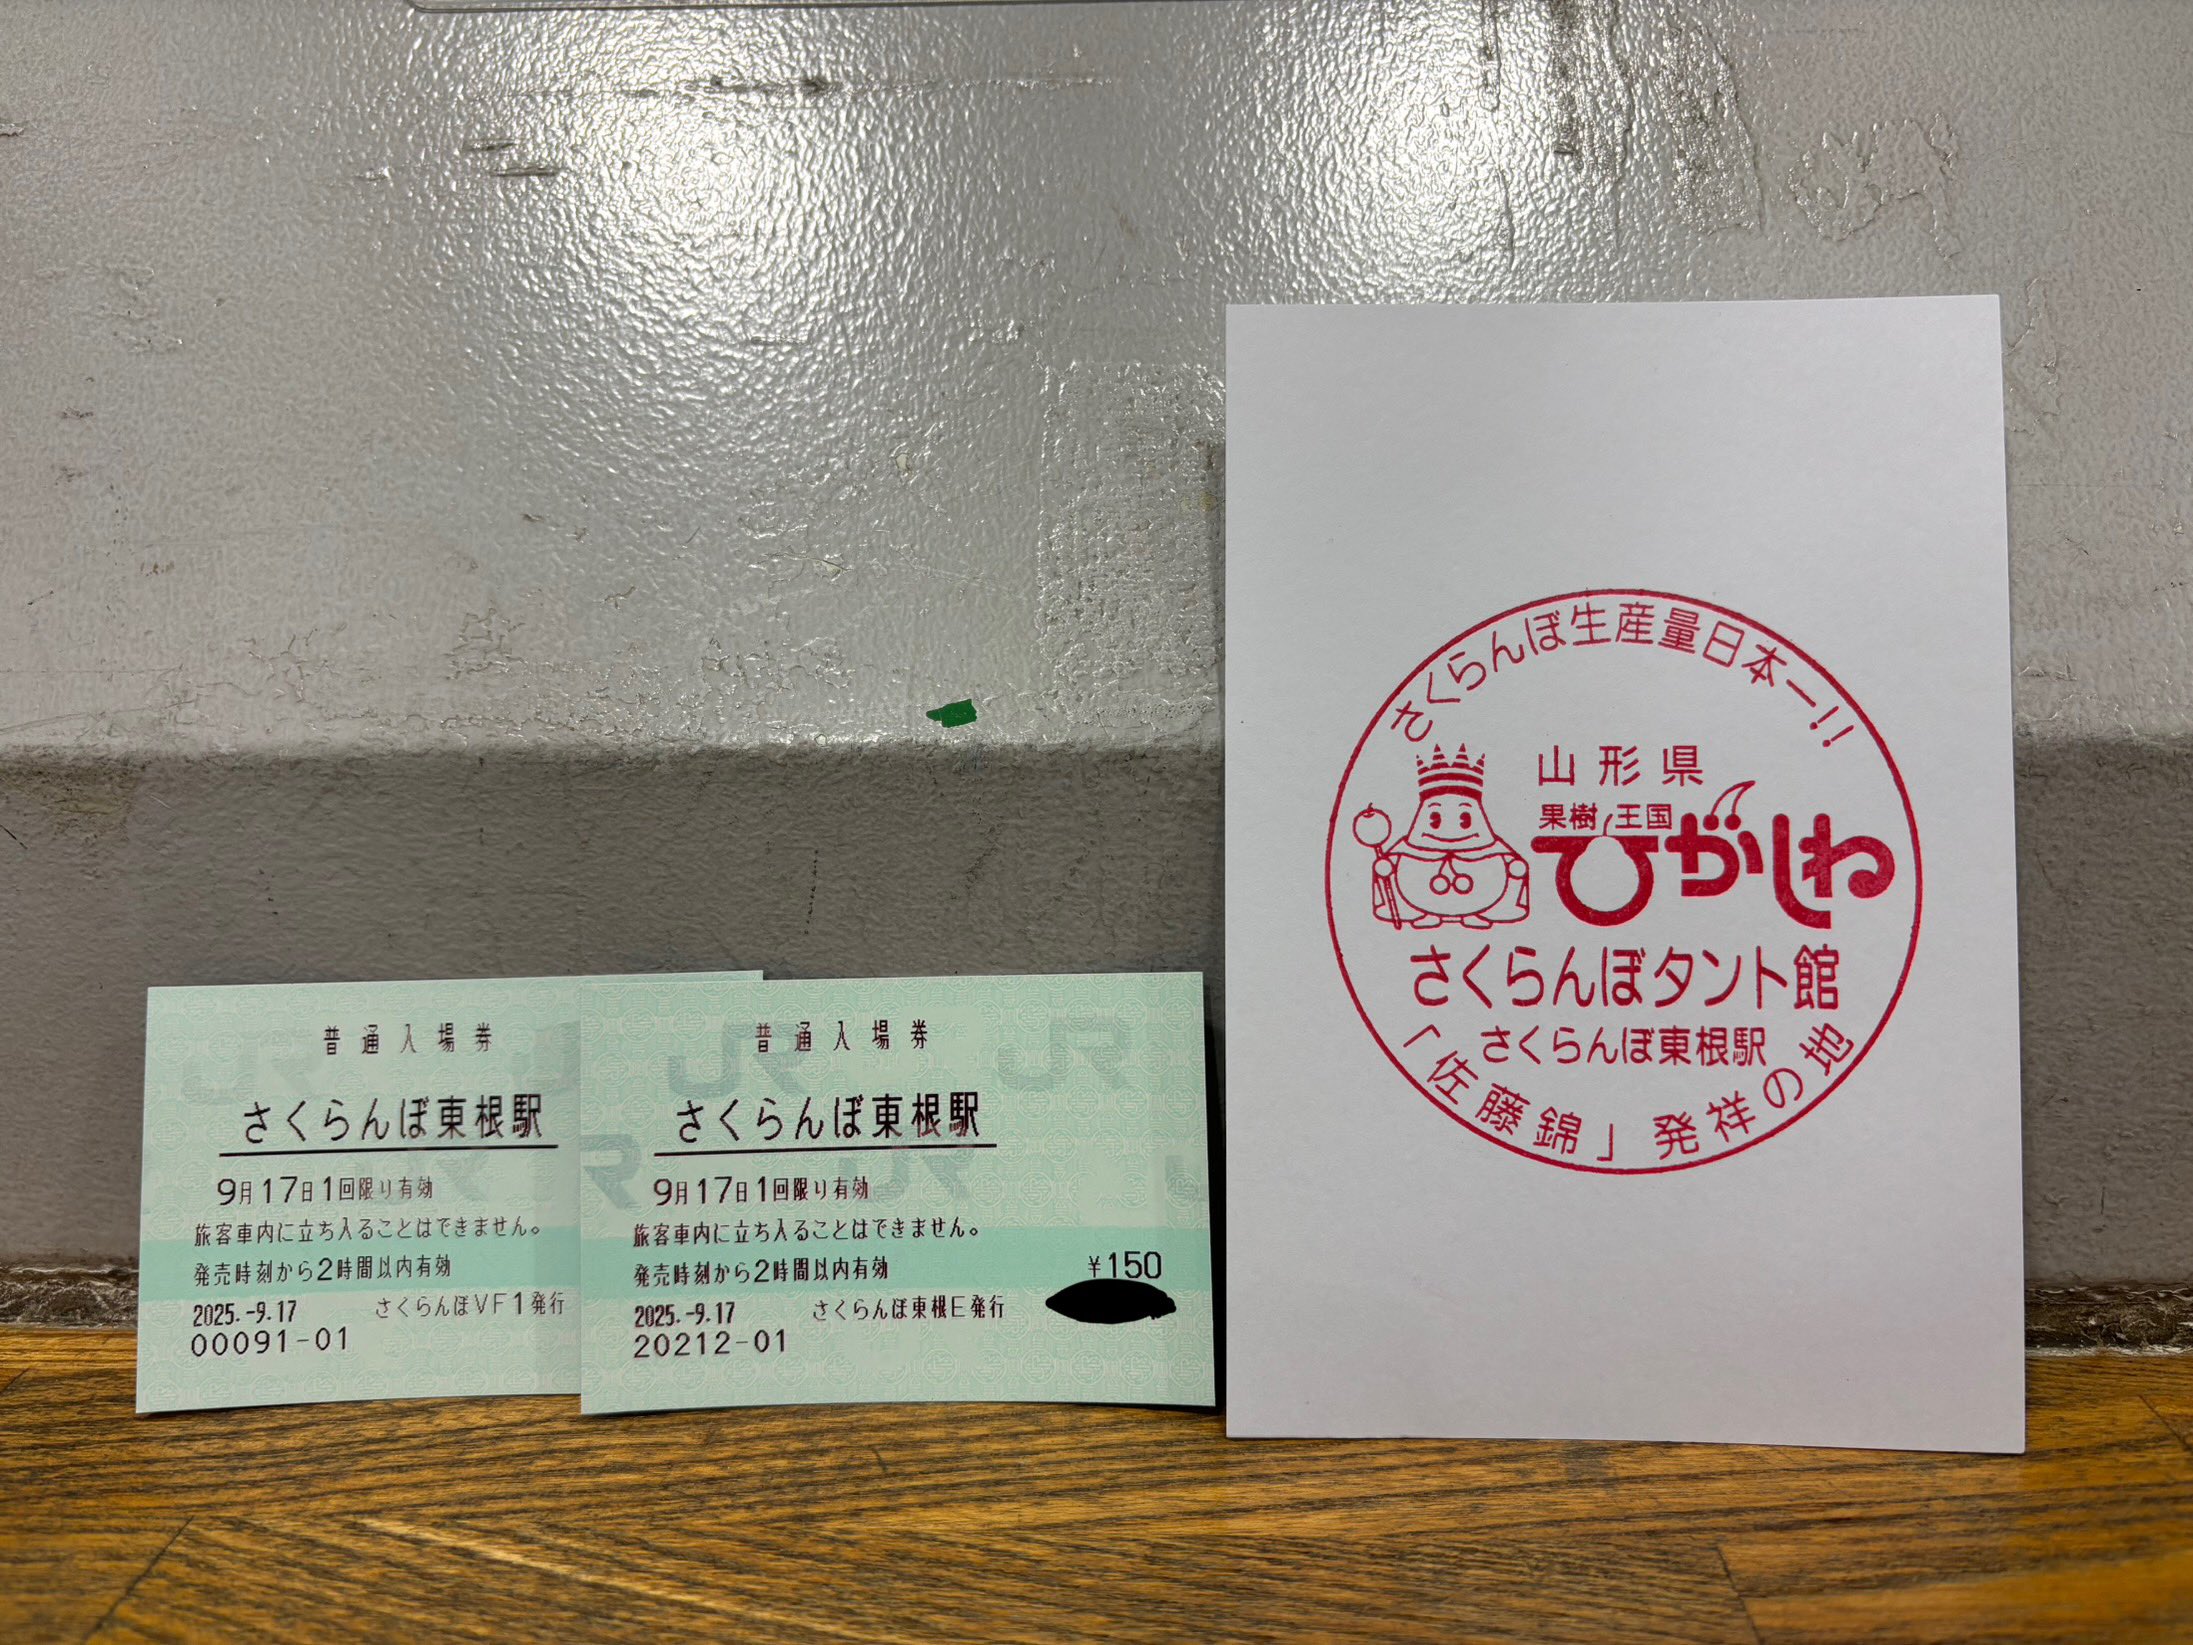 普通入場券
さくらんぼ東根駅
9月17日1回限り有効
旅客車内に立ち入ることはできません。
発売時刻から2時間以内有効
2025.-9.17 さくらんぼVF1発行
00091-01
普通入場券
さくらんぼ東根駅
9月17日1回限り有効
旅客車内に立ち入ることはできません。
発売時刻から2時間以内有効
¥150
2025.-9.17 さくらんぼ東根E発行
20212-01
JR JR
さくらんぼ生産量日本一!!
山形県
果樹王国
ひがしね
さくらんぼタント館
さくらんぼ東根駅
「佐藤錦」発祥の地